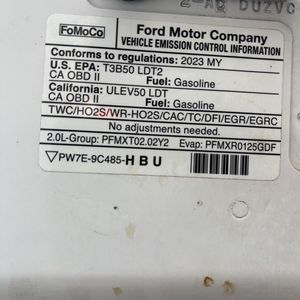 FoMoCo
Ford Motor Company
VEHICLE EMISSION CONTROL INFORMATION
Conforms to regulations: 2023 MY
U.S. EPA: T3B50 LDT2
CA OBD II Fuel: Gasoline
California: ULEV50 LDT
CA OBD II Fuel: Gasoline
TWC/HO2S/WR-HO2S/CAC/TC/DFI/EGR/EGRC
No adjustments needed.
2.0L-Group: PFMXT02.02Y2 Evap: PFMXR0125GDF
PW7E-9C485-HBU